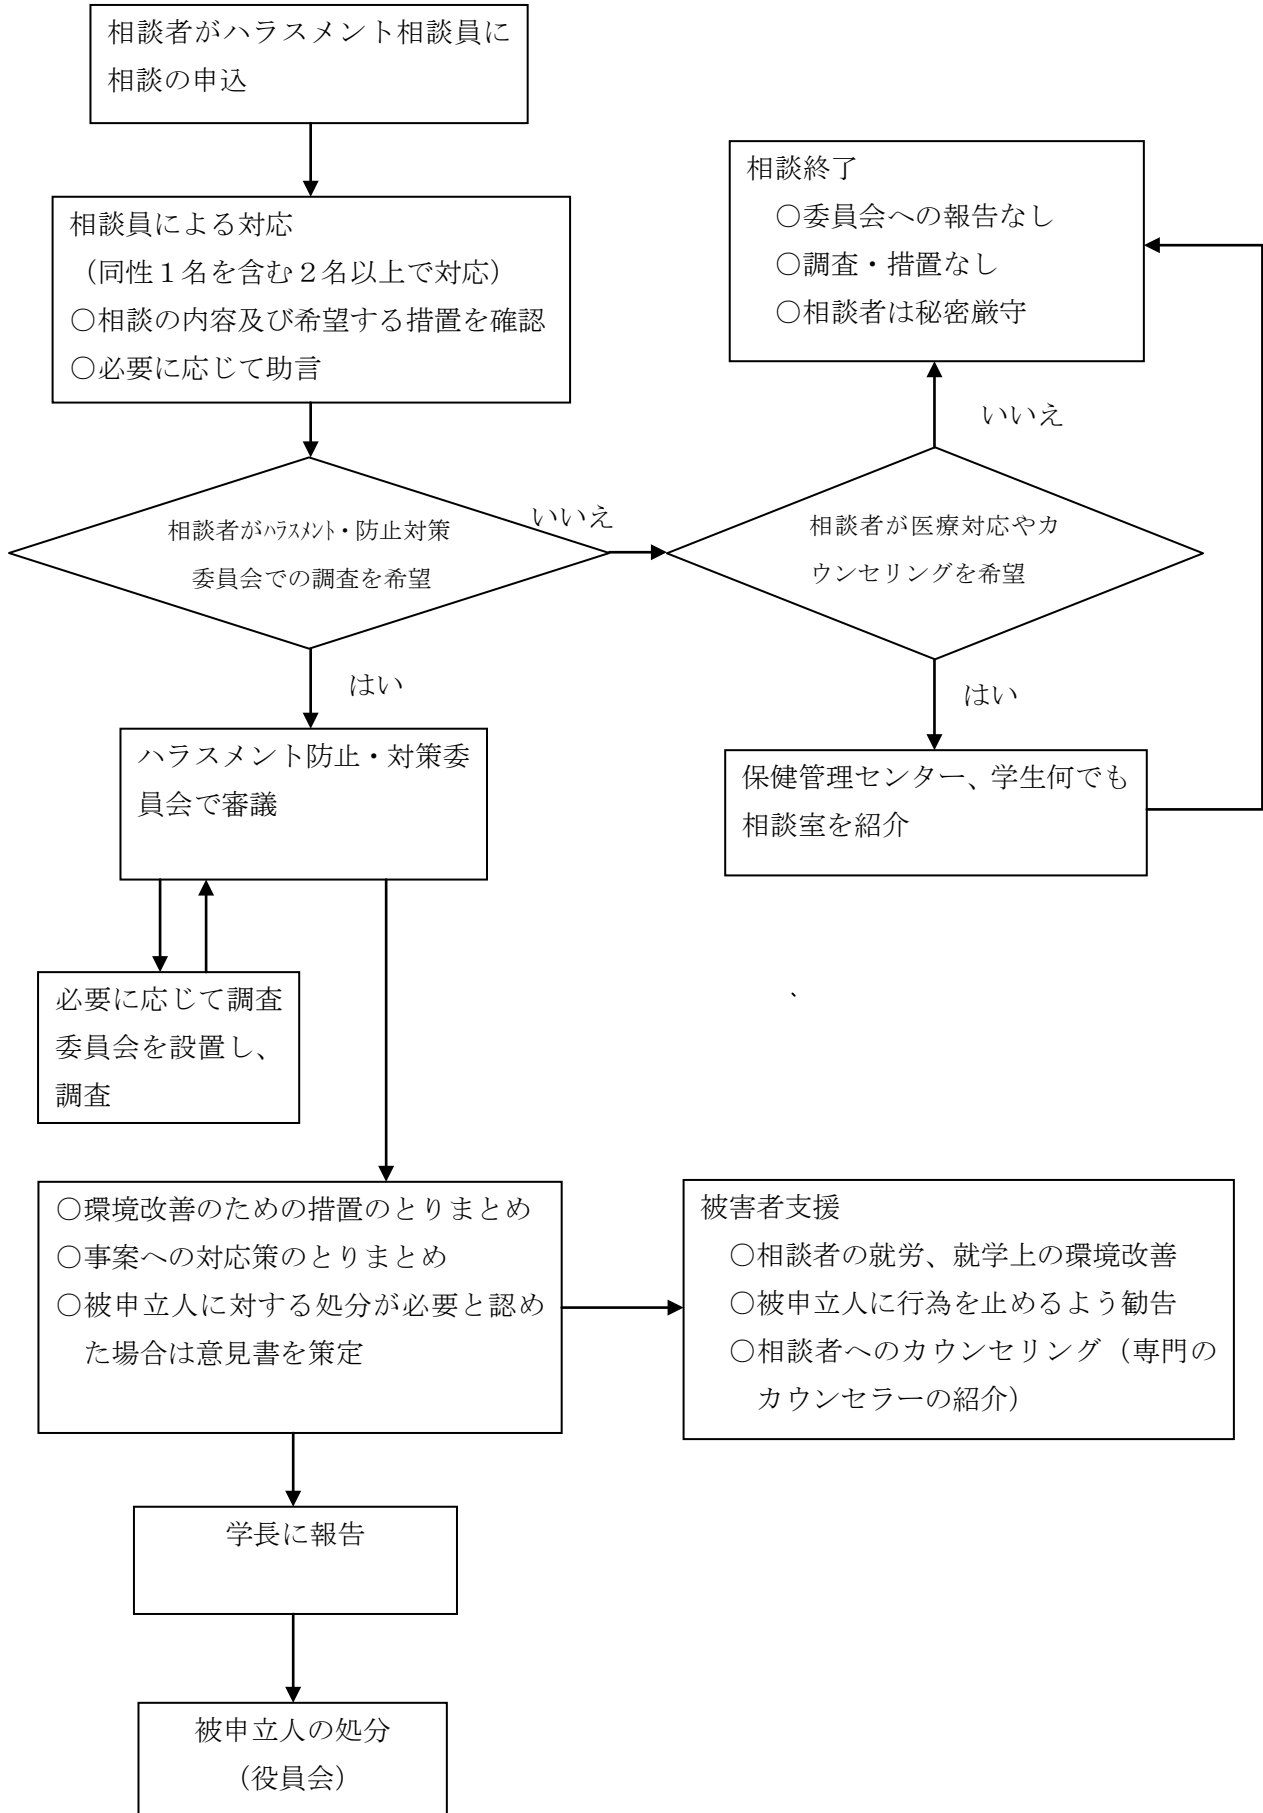 相談者がハラスメント相談員に
相談の申込
相談員による対応
（同性１名を含む２名以上で対応）
○相談の内容及び希望する措置を確認
○必要に応じて助言
相談終了
○委員会への報告なし
○調査・措置なし
○相談者は秘密厳守
いいえ
相談者がﾊﾗｽﾒﾝﾄ・防止対策
委員会での調査を希望
いいえ
相談者が医療対応やカ
ウンセリングを希望
はい
はい
ハラスメント防止・対策委
員会で審議
保健管理センター、学生何でも
相談室を紹介
必要に応じて調査
委員会を設置し、
調査
、
○環境改善のための措置のとりまとめ
○事案への対応策のとりまとめ
○被申立人に対する処分が必要と認め
た場合は意見書を策定
被害者支援
○相談者の就労、就学上の環境改善
○被申立人に行為を止めるよう勧告
○相談者へのカウンセリング（専門の
カウンセラーの紹介）
学長に報告
被申立人の処分
（役員会）